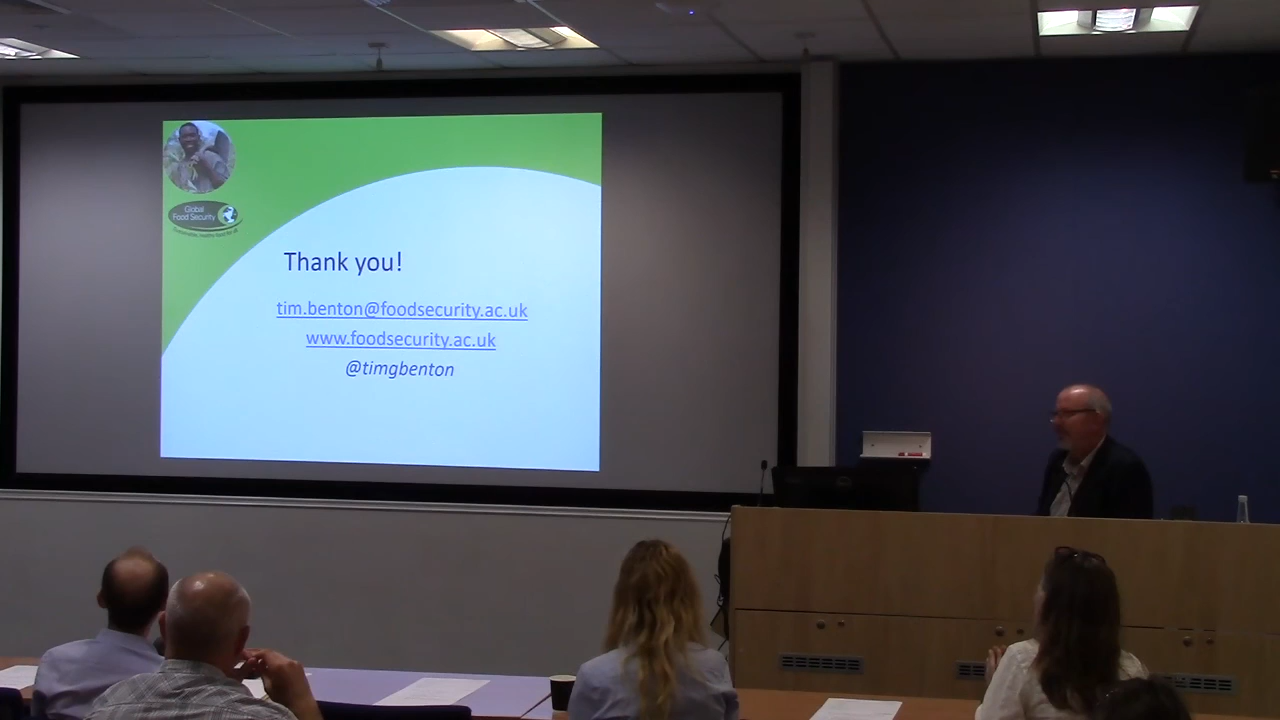 Global
Food Security
Thank you!
tim.benton@foodsecurity.ac.uk
www.foodsecurity.ac.uk
@timgbenton